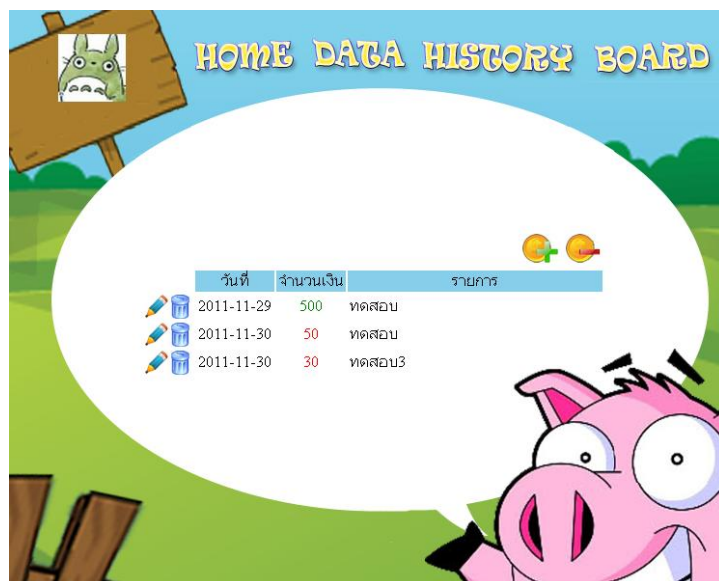 HOME DATA HISTORY BOARD
วันที่ จำนวนเงิน รายการ
2011-11-29 500 ทดสอบ
2011-11-30 50 ทดสอบ
2011-11-30 30 ทดสอบ3